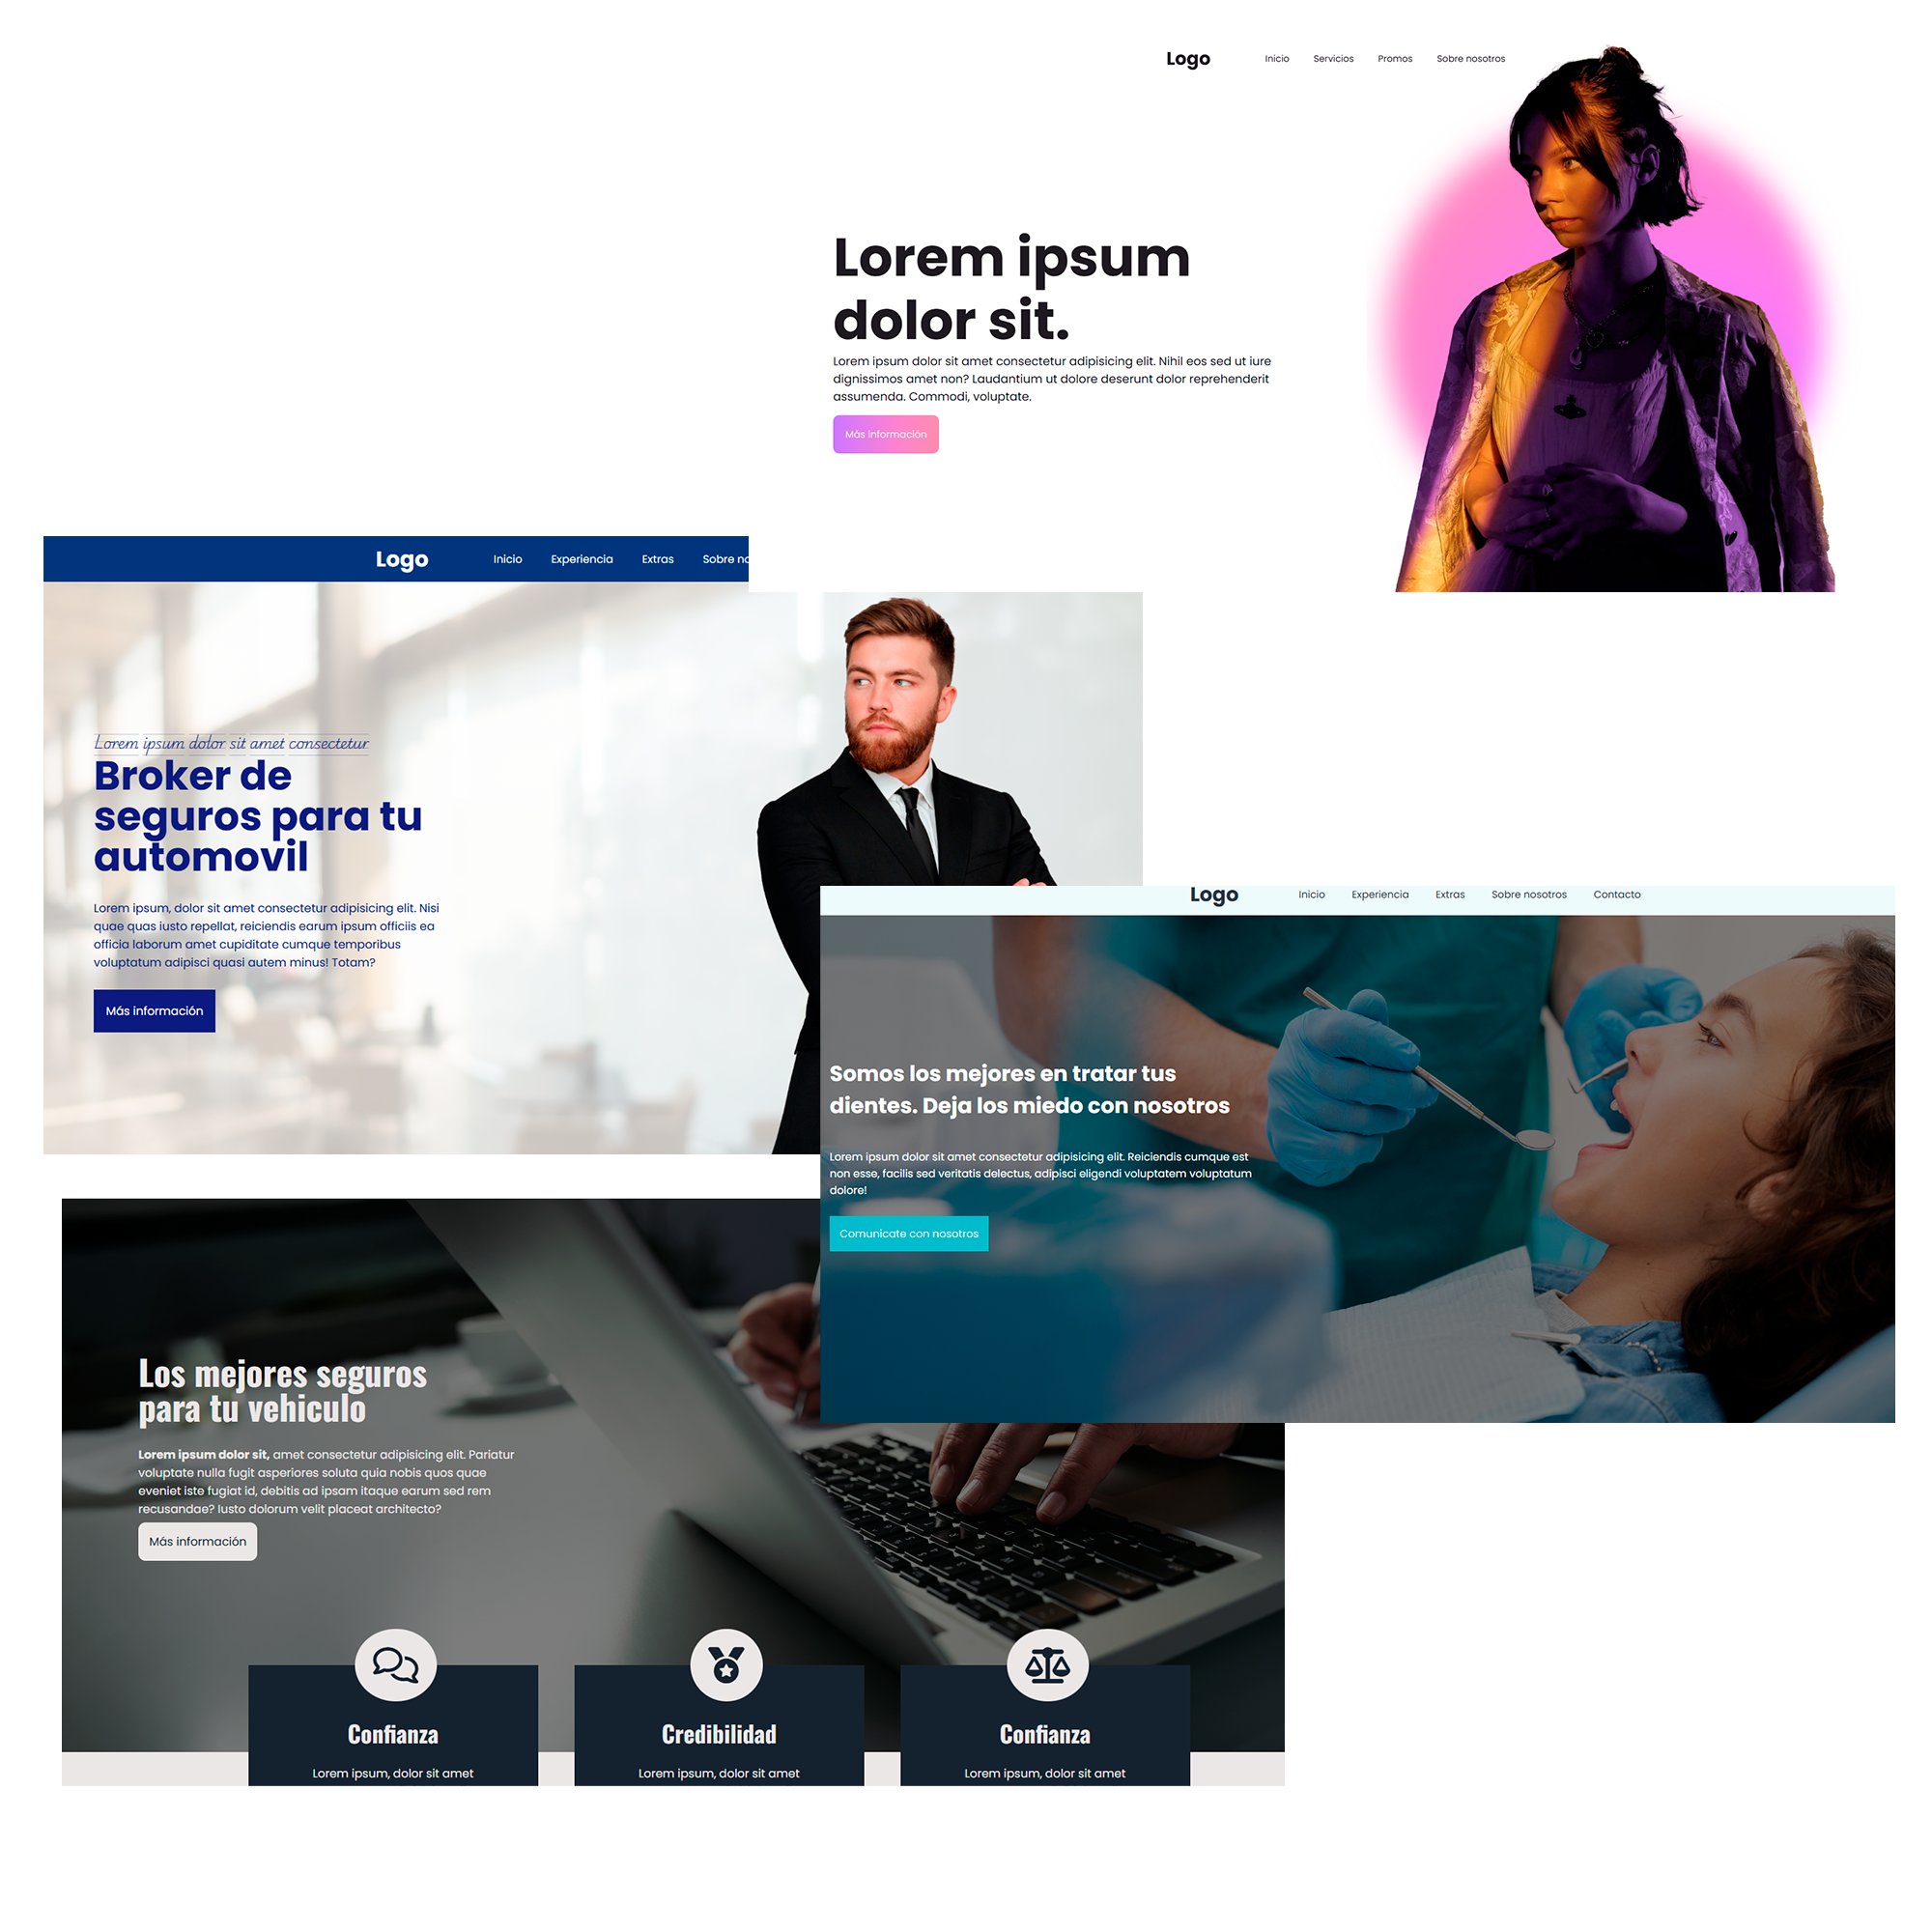 Logo Inicio Servicios Promos Sobre nosotros
Lorem ipsum
dolor sit.
Lorem ipsum dolor sit amet consectetur adipisicing elit. Nihil eos sed ut iure
dignissimos amet non? Laudantium ut dolore deserunt dolor reprehenderit
assumenda. Commodi, voluptate.
Más información
Logo Inicio Experiencia Extras Sobre
Lorem ipsum dolor sit amet consectetur
Broker de
seguros para tu
automovil
Lorem ipsum, dolor sit amet consectetur adipisicing elit. Nisi
quae quas iusto repellat, reiciendis earum ipsum officiis ea
officia laborum amet cupiditate cumque temporibus
voluptatum adipisci quasi autem minus! Totam?
Más información
Logo Inicio Experiencia Extras Sobre nosotros Contacto
Somos los mejores en tratar tus
dientes. Deja los miedo con nosotros
Lorem ipsum dolor sit amet consectetur adipisicing elit. Reiciendis cumque est
non esse, facilis sed veritatis delectus, adipisci eligendi voluptatem voluptatum
dolore!
Comunicate con nosotros
Los mejores seguros
para tu vehiculo
Lorem ipsum dolor sit, amet consectetur adipisicing elit. Pariatur
voluptate nulla fugit asperiores soluta quia nobis quos quae
eveniet iste fugiat id, debitis ad ipsam itaque earum sed rem
recusandae? Iusto dolorum velit placeat architecto?
Más información
Confianza
Lorem ipsum, dolor sit amet
Credibilidad
Lorem ipsum, dolor sit amet
Confianza
Lorem ipsum, dolor sit amet